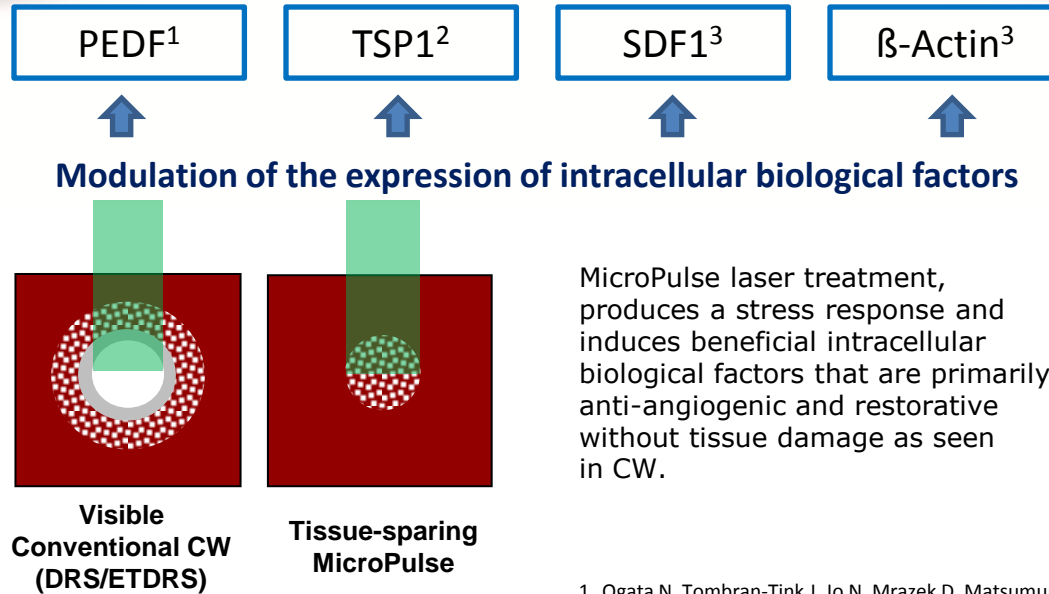 PEDF¹ TSP1² SDF1³ ß-Actin³
Modulation of the expression of intracellular biological factors
MicroPulse laser treatment,
produces a stress response and
induces beneficial intracellular
biological factors that are primarily
anti-angiogenic and restorative
without tissue damage as seen
in CW.
Visible
Conventional CW
(DRS/ETDRS)
Tissue-sparing
MicroPulse
1. Ogata N, Tombran-Tink J, Jo N, Mrazek D, Matsumu